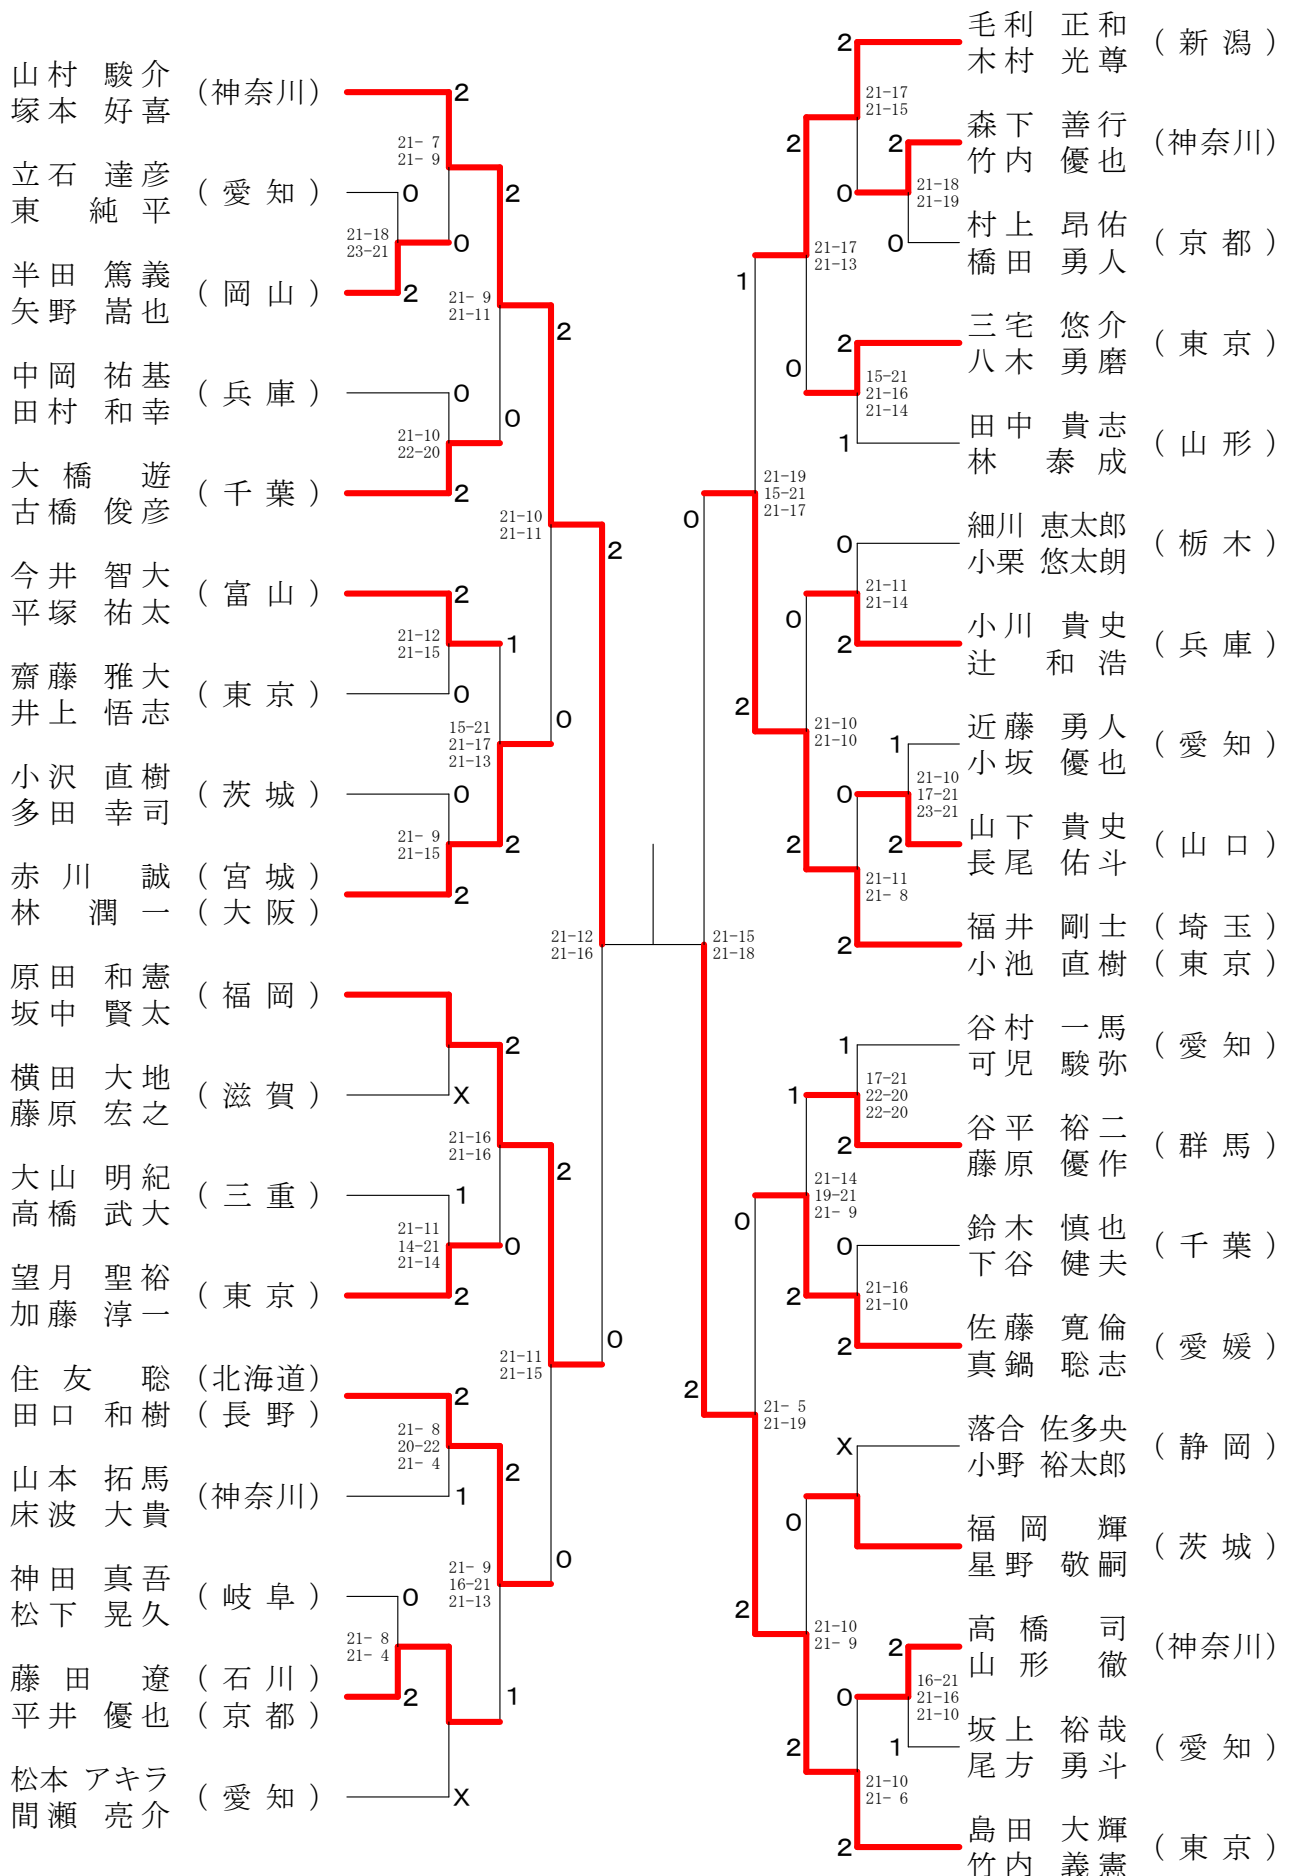 山村 駿介 (神奈川) 2
塚本 好喜
21- 7
21- 9
立石 達彦 (愛知) 0
東 純平
2
21-18
23-21
0
半田 篤義 (岡山) 2
矢野 嵩也
21- 9
21-11
2
中岡 祐基 (兵庫) 0
田村 和幸
0
21-10
22-20
大橋 遊 (千葉) 2
古橋 俊彦
21-10
21-11
2
今井 智大 (富山) 2
平塚 祐太
21-12
21-15
1
齋藤 雅大 (東京) 0
井上 悟志
0
15-21
21-17
21-13
小沢 直樹 (茨城) 0
多田 幸司
21- 9
21-15
2
赤川 誠 (宮城) 2
林 潤一 (大阪)
21-12
21-16
原田 和憲 (福岡)
坂中 賢太
2
横田 大地 (滋賀) X
藤原 宏之
21-16
21-16
2
大山 明紀 (三重) 1
高橋 武大
21-11
14-21
21-14
0
望月 聖裕 (東京) 2
加藤 淳一
0
21-11
21-15
住友 聡 (北海道) 2
田口 和樹 (長野)
21- 8
20-22
21- 4
2
山本 拓馬 (神奈川) 1
床波 大貴
0
21- 9
16-21
21-13
神田 真吾 (岐阜) 0
松下 晃久
21- 8
21- 4
藤田 遼 (石川) 2
平井 優也 (京都)
1
松本 アキラ (愛知) X
間瀬 亮介
2 毛利 正和 (新潟)
木村 光尊
21-17
21-15
2
2 森下 善行 (神奈川)
竹内 優也
0
21-18
21-19
0 村上 昂佑 (京都)
橋田 勇人
21-17
21-13
1
2 三宅 悠介 (東京)
八木 勇磨
0
15-21
21-16
21-14
1 田中 貴志 (山形)
林 泰成
21-19
15-21
21-17
0
0 細川 恵太郎 (栃木)
小栗 悠太朗
21-11
21-14
0
2 小川 貴史 (兵庫)
辻 和浩
2
21-10
21-10
1 近藤 勇人 (愛知)
小坂 優也
21-10
17-21
23-21
0
2 山下 貴史 (山口)
長尾 佑斗
2
21-11
21- 8
2 福井 剛士 (埼玉)
小池 直樹 (東京)
21-15
21-18
1 谷村 一馬 (愛知)
可児 駿弥
17-21
22-20
22-20
1
2 谷平 裕二 (群馬)
藤原 優作
21-14
19-21
21- 9
0
0 鈴木 慎也 (千葉)
下谷 健夫
2
21-16
21-10
2 佐藤 寛倫 (愛媛)
真鍋 聡志
2
21- 5
21-19
X 落合 佐多央 (静岡)
小野 裕太郎
0
福岡 輝 (茨城)
星野 敬嗣
2
21-10
21- 9
2 高橋 司 (神奈川)
山形 徹
0
16-21
21-16
21-10
1 坂上 裕哉 (愛知)
尾方 勇斗
2
21-10
21- 6
2 島田 大輝 (東京)
竹内 義憲